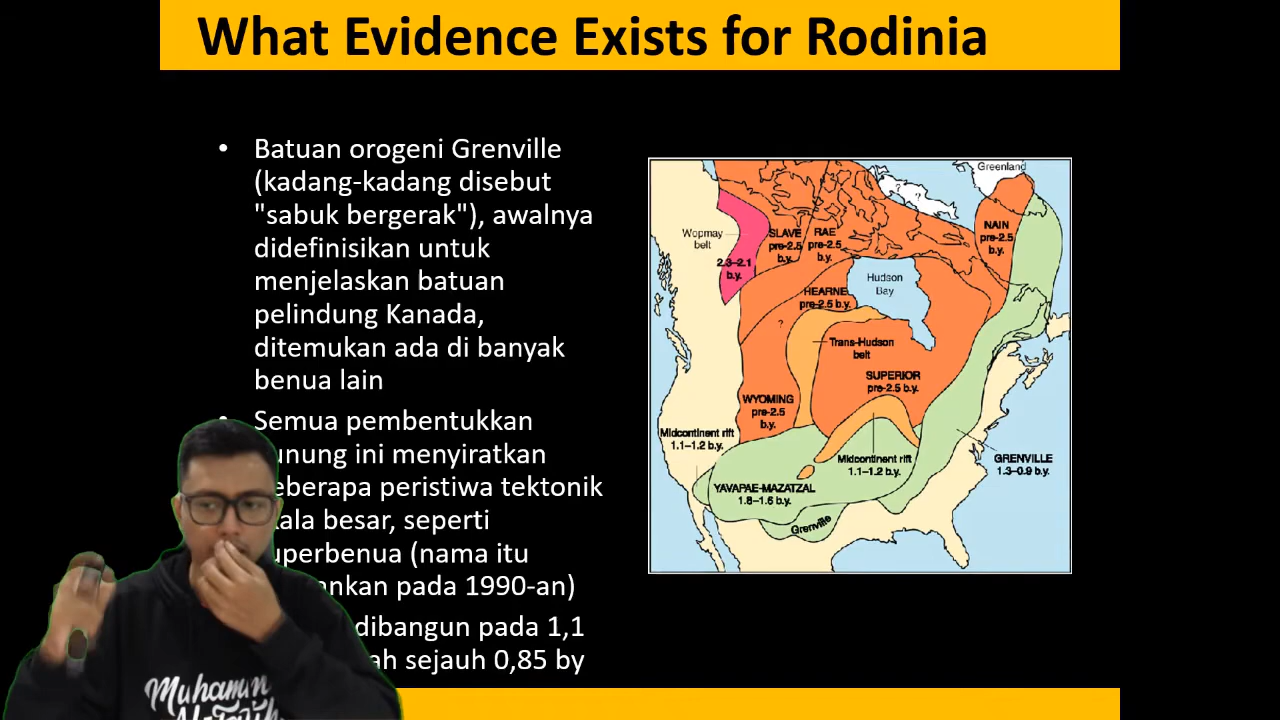 What Evidence Exists for Rodinia
• Batuan orogeni Grenville
(kadang-kadang disebut
"sabuk bergerak"), awalnya
didefinisikan untuk
menjelaskan batuan
pelindung Kanada,
ditemukan ada di banyak
benua lain
• Semua pembentukkan
unung ini menyiratkan
eberapa peristiwa tektonik
kala besar, seperti
uperbenua (nama itu
ankan pada 1990-an)
dibangun pada 1,1
ah sejauh 0,85 by
Greenland
? ?
Wopmay
belt
2.3–2.1
b.y.
SLAVE
pre-2.5
b.y.
RAE
pre-2.5
b.y.
NAIN
pre-2.5
b.y.
HEARNE
pre-2.5 b.y.
Hudson
Bay
?
Trans-Hudson
belt
SUPERIOR
pre-2.5 b.y.
WYOMING
pre-2.5
b.y.
Midcontinent rift
1.1–1.2 b.y.
Midcontinent rift
1.1–1.2 b.y.
GRENVILLE
1.3–0.9 b.y.
YAVAPAE-MAZATZAL
1.8–1.6 b.y.
Grenville